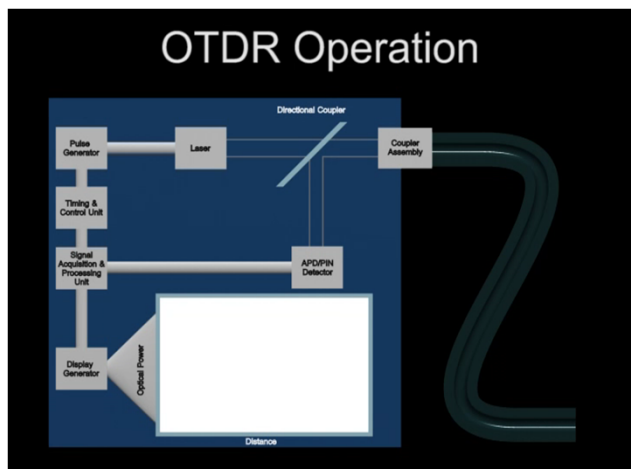 OTDR Operation
Directional Coupler
Pulse
Generator
Laser
Coupler
Assembly
Timing &
Control Unit
Signal
Acquisition &
Processing
Unit
APD/PIN
Detector
Display
Generator
Optical Power
Distance